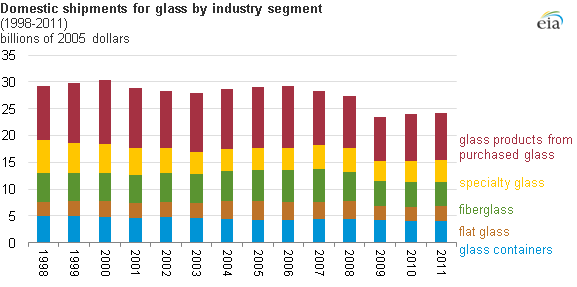 Domestic shipments for glass by industry segment
(1998-2011)
billions of 2005 dollars
eia
35
30
25
20
15
10
5
0
1998
1999
2000
2001
2002
2003
2004
2005
2006
2007
2008
2009
2010
2011
glass products from
purchased glass
specialty glass
fiberglass
flat glass
glass containers